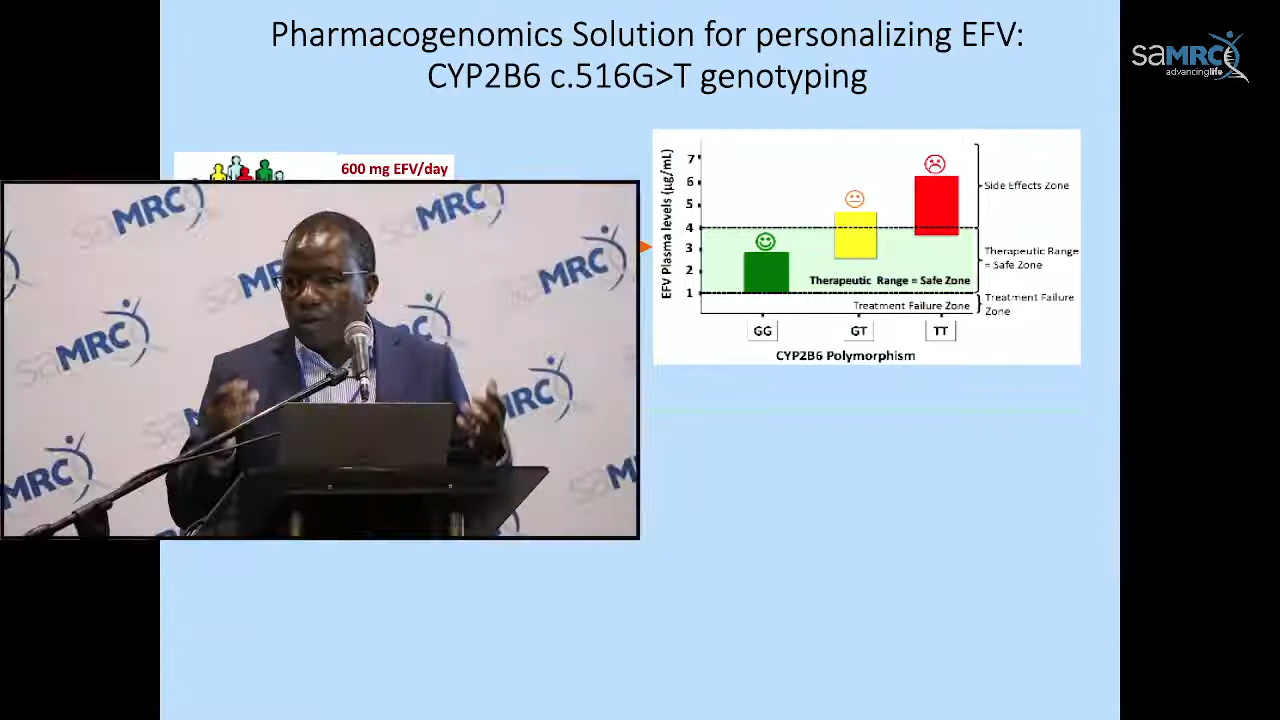 Pharmacogenomics Solution for personalizing EFV:
CYP2B6 c.516G>T genotyping
saMRC
advancinglife
600 mg EFV/day
EFV Plasma levels (µg/mL)
7
6
5
4
3
2
1
Side Effects Zone
Therapeutic Range
= Safe Zone
Therapeutic Range = Safe Zone
Treatment Failure Zone
Treatment Failure
Zone
GG
GT
TT
CYP2B6 Polymorphism
MRC
MRC
MRC
MRC
saMRC
MRC
MRC